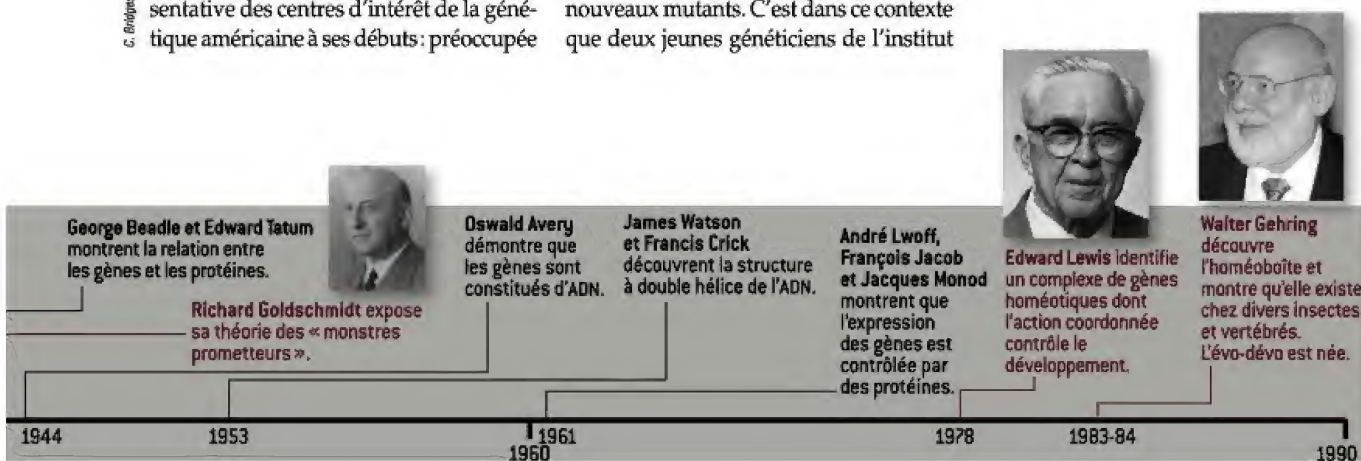 C. Bridges
sentative des centres d'intérêt de la géné-
tique américaine à ses débuts : préoccupée
nouveaux mutants. C'est dans ce contexte
que deux jeunes généticiens de l'institut
George Beadle et Edward Tatum
montrent la relation entre
les gènes et les protéines.
Richard Goldschmidt expose
sa théorie des « monstres
prometteurs ».
Oswald Avery
démontre que
les gènes sont
constitués d'ADN.
James Watson
et Francis Crick
découvrent la structure
à double hélice de l'ADN.
André Lwoff,
François Jacob
et Jacques Monod
montrent que
l'expression
des gènes est
contrôlée par
des protéines.
Edward Lewis identifie
un complexe de gènes
homéotiques dont
l'action coordonnée
contrôle le
développement.
Walter Gehring
découvre
l'homéoboîte et
montre qu'elle existe
chez divers insectes
et vertébrés.
L'évo-dévo est née.
1944
1953
1960
1961
1978
1983-84
1990